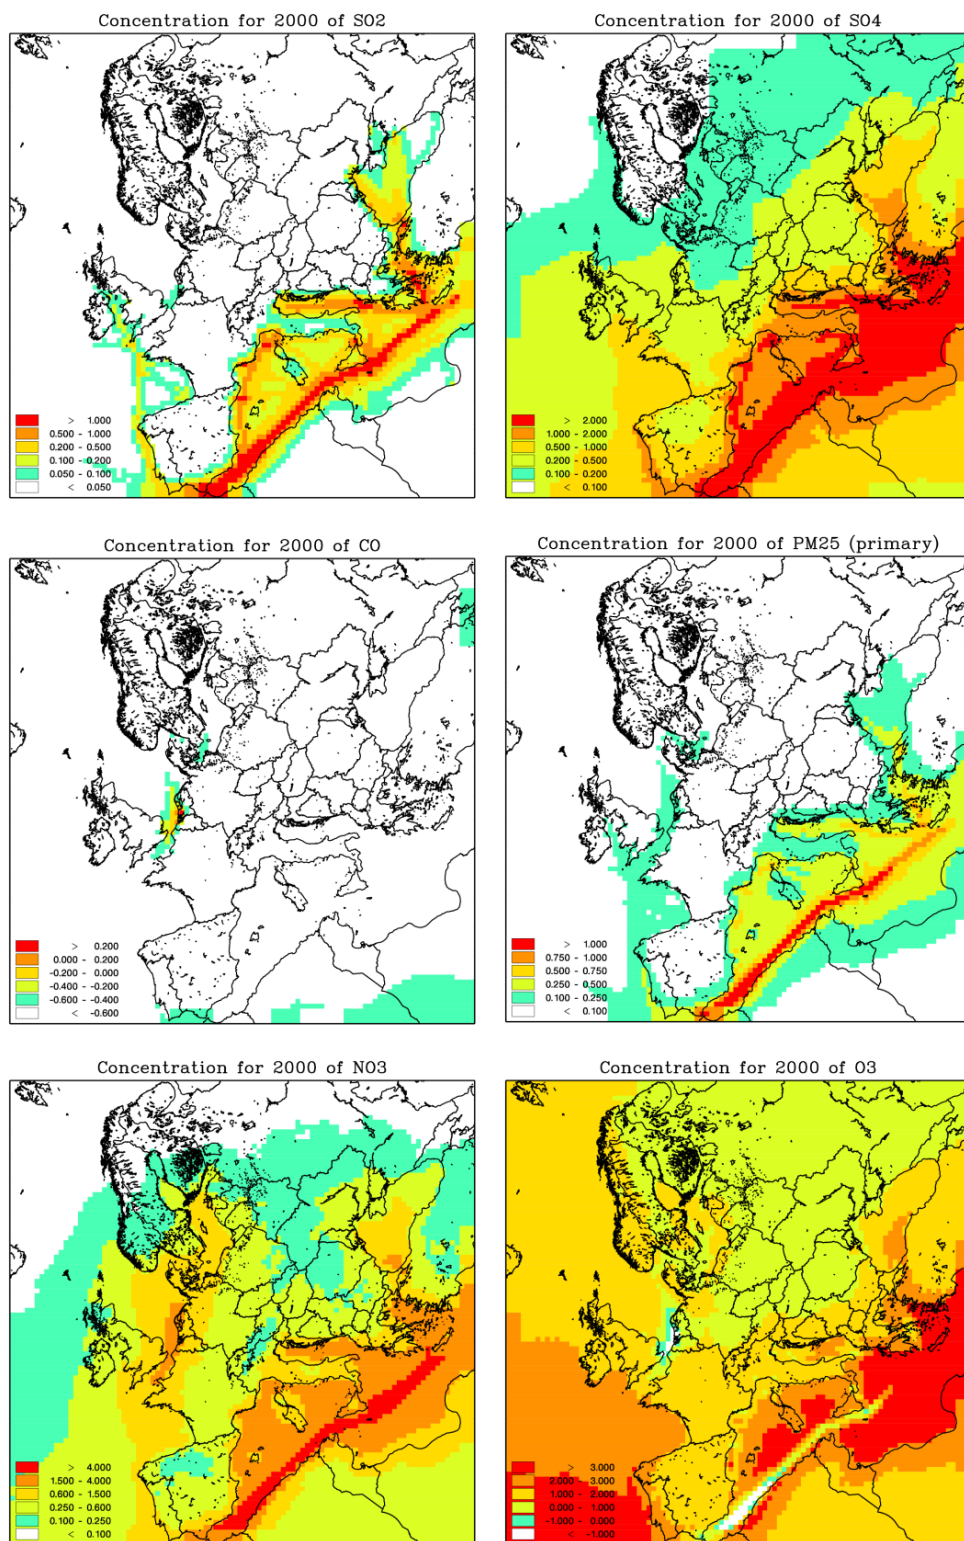 Concentration for 2000 of SO2
> 1.000
0.500 - 1.000
0.200 - 0.500
0.100 - 0.200
0.050 - 0.100
< 0.050
Concentration for 2000 of SO4
> 2.000
1.000 - 2.000
0.500 - 1.000
0.200 - 0.500
0.100 - 0.200
< 0.100
Concentration for 2000 of CO
> 0.200
0.000 - 0.200
-0.200 - 0.000
-0.400 - -0.200
-0.600 - -0.400
< -0.600
Concentration for 2000 of PM25 (primary)
> 1.000
0.750 - 1.000
0.500 - 0.750
0.250 - 0.500
0.100 - 0.250
< 0.100
Concentration for 2000 of NO3
> 4.000
1.500 - 4.000
0.600 - 1.500
0.250 - 0.600
0.100 - 0.250
< 0.100
Concentration for 2000 of O3
> 3.000
2.000 - 3.000
1.000 - 2.000
0.000 - 1.000
-1.000 - 0.000
< -1.000